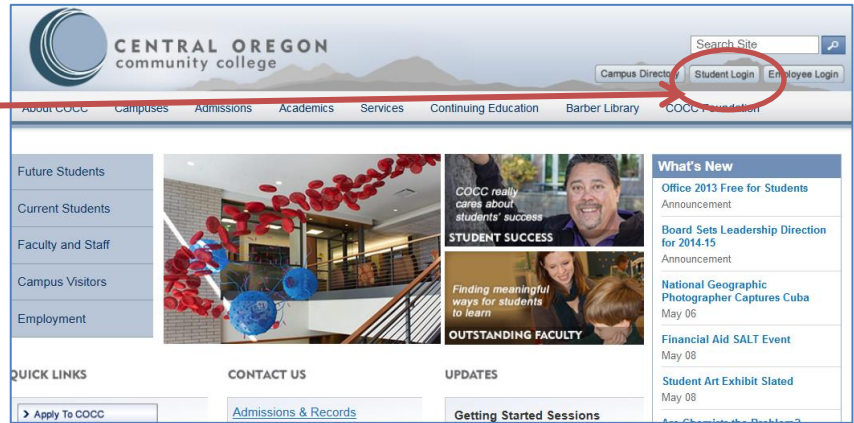 CENTRAL OREGON
community college
Search Site
Campus Directory
Student Login
Employee Login
About COCC
Campuses
Admissions
Academics
Services
Continuing Education
Barber Library
COCC Foundation
Future Students
Current Students
Faculty and Staff
Campus Visitors
Employment
COCC really
cares about
students' success
STUDENT SUCCESS
Finding meaningful
ways for students
to learn
OUTSTANDING FACULTY
What's New
Office 2013 Free for Students
Announcement
Board Sets Leadership Direction
for 2014-15
Announcement
National Geographic
Photographer Captures Cuba
May 06
Financial Aid SALT Event
May 08
Student Art Exhibit Slated
May 08
QUICK LINKS
Apply To COCC
CONTACT US
Admissions & Records
UPDATES
Getting Started Sessions